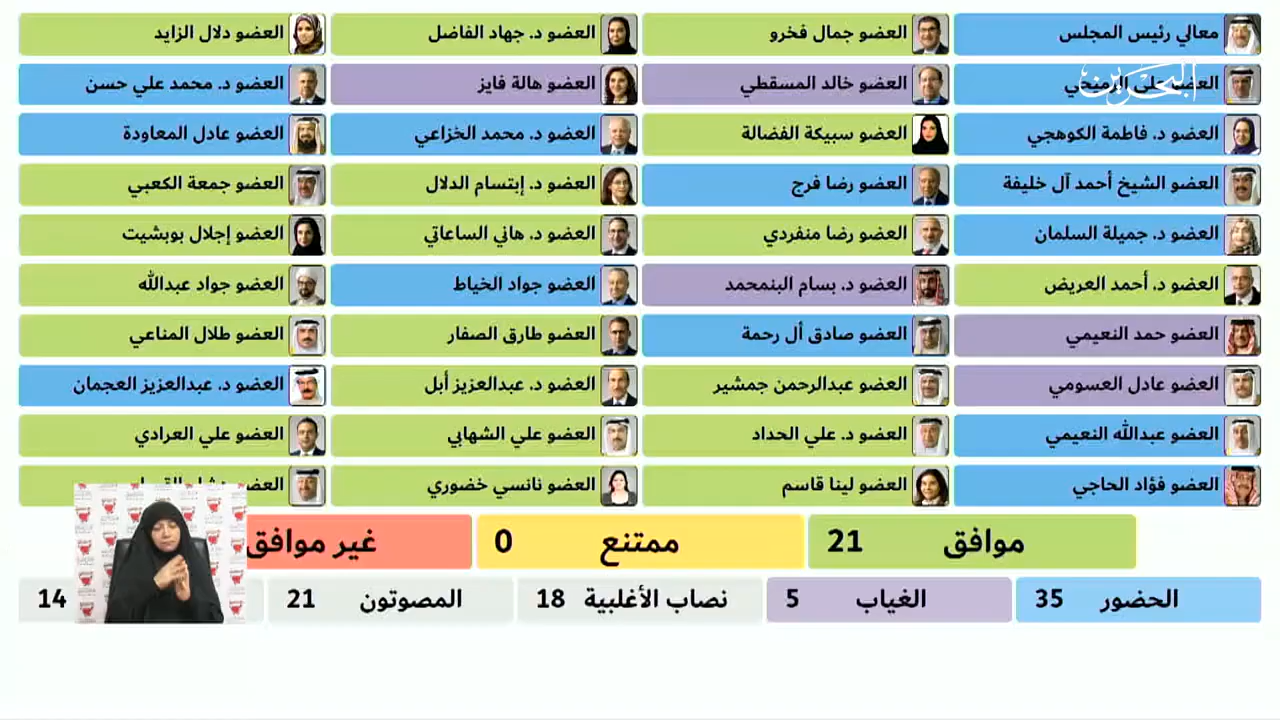 معالي رئيس المجلس العضو جمال فخرو العضو د. جهاد الفاضل العضو دلال الزايد
البحرين
العضو علي الرميحي العضو خالد المسقطي العضو هالة فايز العضو د. محمد علي حسن
العضو د. فاطمة الكوهجي العضو سبيكة الفضالة العضو د. محمد الخزاعي العضو عادل المعاودة
العضو الشيخ أحمد آل خليفة العضو رضا فرج العضو د. إبتسام الدلال العضو جمعة الكعبي
العضو د. جميلة السلمان العضو رضا منفردي العضو د. هاني الساعاتي العضو إجلال بوبشيت
العضو د. أحمد العريض العضو د. بسام البنمحمد العضو جواد الخياط العضو جواد عبدالله
العضو حمد النعيمي العضو صادق أل رحمة العضو طارق الصفار العضو طلال المناعي
العضو عادل العسومي العضو عبدالرحمن جمشير العضو د. عبدالعزيز أبل العضو د. عبدالعزيز العجمان
العضو عبدالله النعيمي العضو د. علي الحداد العضو علي الشهابي العضو علي العرادي
العضو فؤاد الحاجي العضو لينا قاسم العضو نانسي خضوري
موافق 21 ممتنع 0 غير موافق
الحضور 35 الغياب 5 نصاب الأغلبية 18 المصوتون 21 14